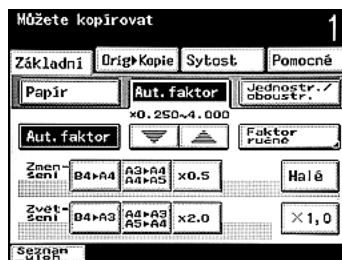 Můžete kopírovat 1
Základní Orig▸Kopie Sytost Pomocné
Papír Aut.faktor Jednostr./
oboustr.
×0.250~4.000
Aut.faktor Faktor
ručně
Zmen-
šení B4▸A4 A3▸A4
A4▸A5 ×0.5 Malé
Zvět-
šení B4▸A3 A4▸A3
A5▸A4 ×2.0 ×1,0
Seznam
úloh